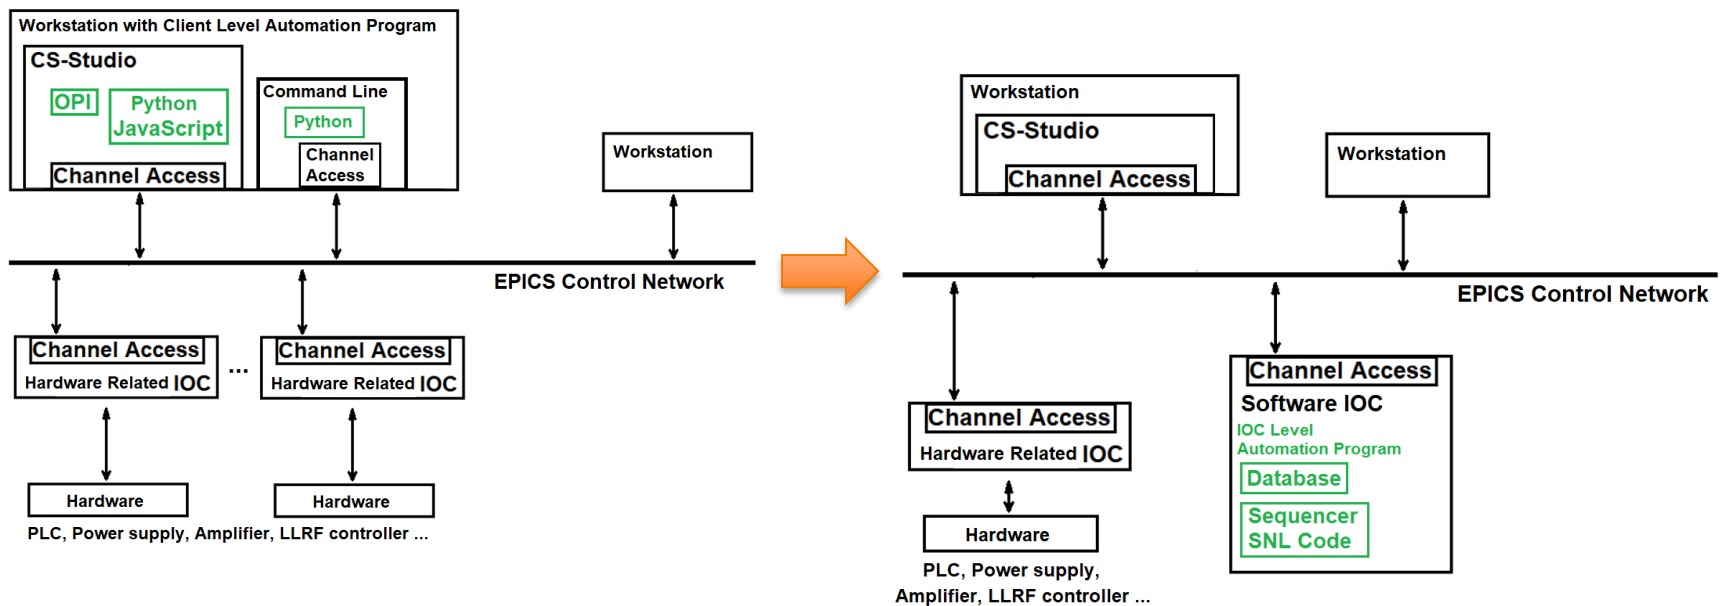 Workstation with Client Level Automation Program
CS-Studio
OPI
Python
JavaScript
Channel Access
Command Line
Python
Channel
Access
Workstation
EPICS Control Network
Channel Access
Hardware Related IOC
...
Channel Access
Hardware Related IOC
Hardware
Hardware
PLC, Power supply, Amplifier, LLRF controller ...
Workstation
CS-Studio
Channel Access
Workstation
EPICS Control Network
Channel Access
Hardware Related IOC
Hardware
PLC, Power supply,
Amplifier, LLRF controller ...
Channel Access
Software IOC
IOC Level
Automation Program
Database
Sequencer
SNL Code